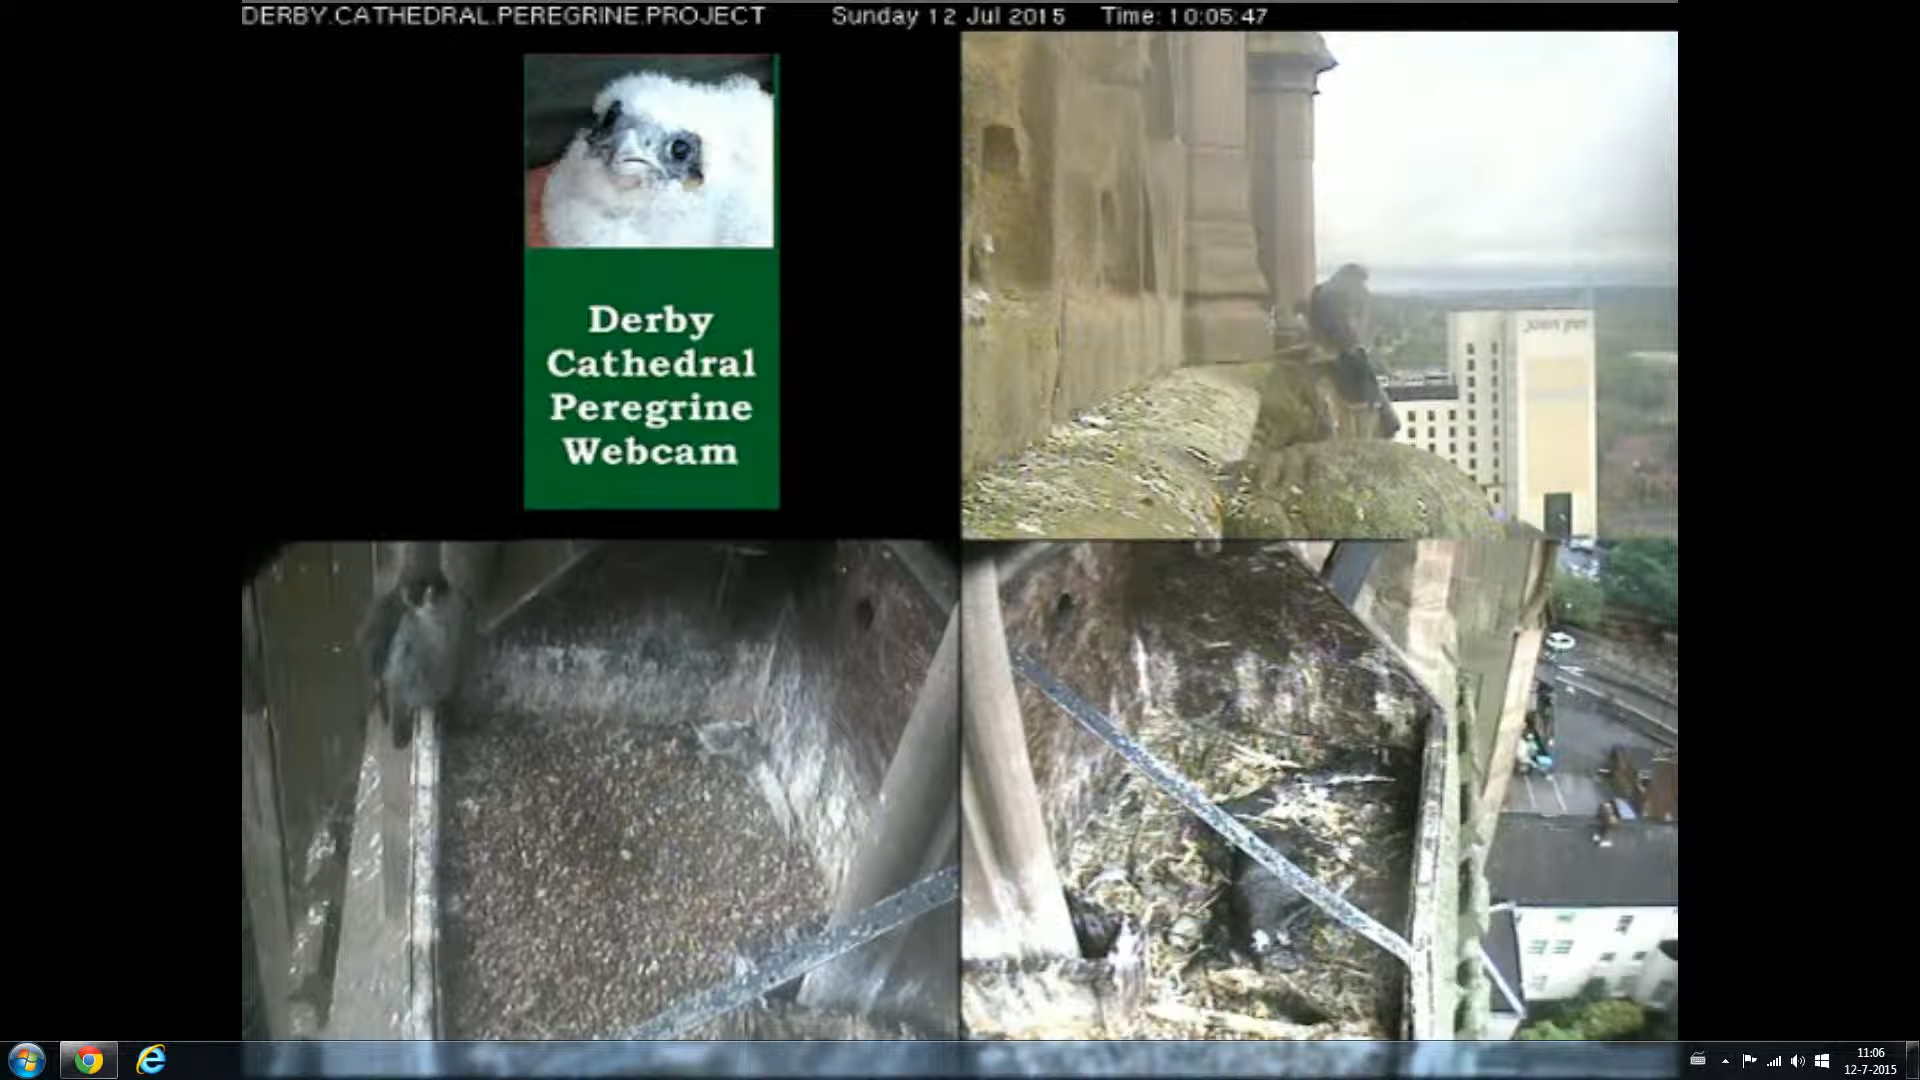 DERBY.CATHEDRAL.PEREGRINE.PROJECT Sunday 12 Jul 2015 Time: 10:05:47
Derby
Cathedral
Peregrine
Webcam
11:06
12-7-2015